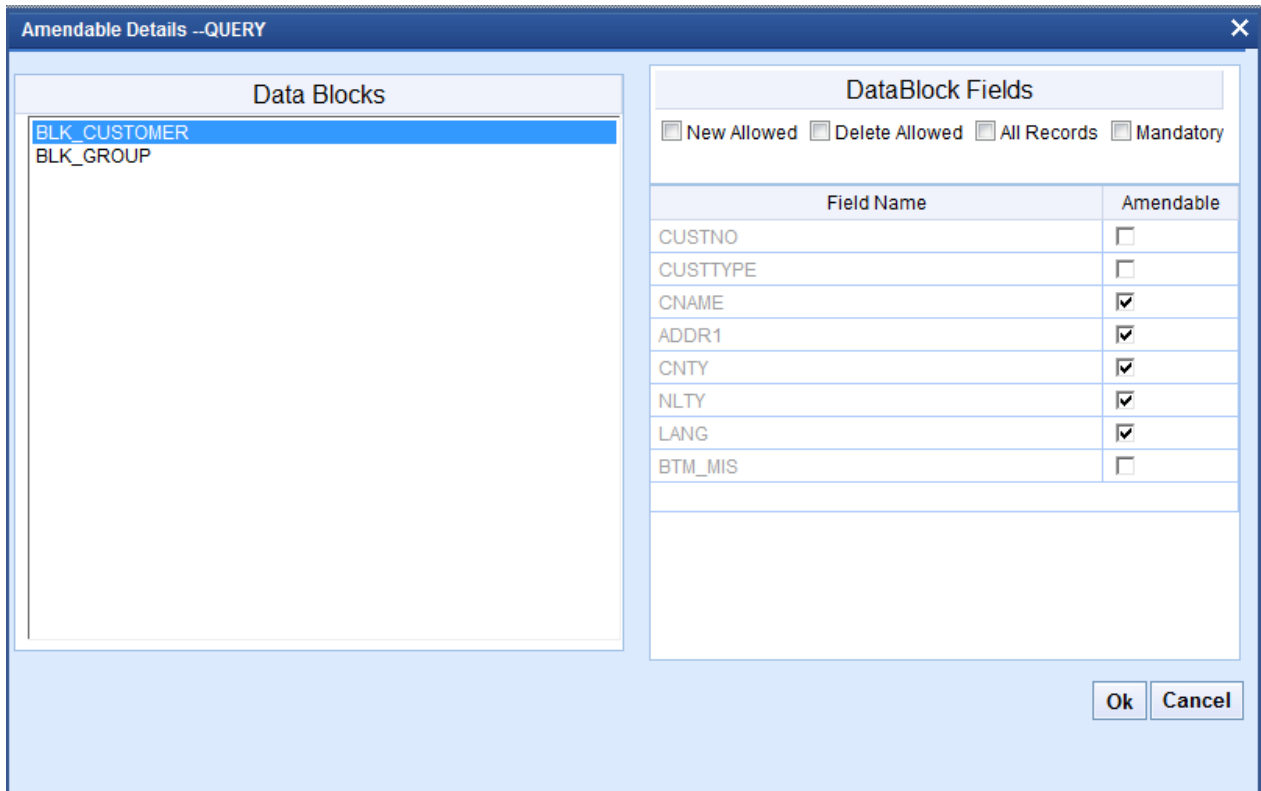 Amendable Details --QUERY
Data Blocks
BLK_CUSTOMER
BLK_GROUP
DataBlock Fields
New Allowed Delete Allowed All Records Mandatory
Field Name Amendable
CUSTNO
CUSTTYPE
CNAME
ADDR1
CNTY
NLTY
LANG
BTM_MIS
Ok Cancel